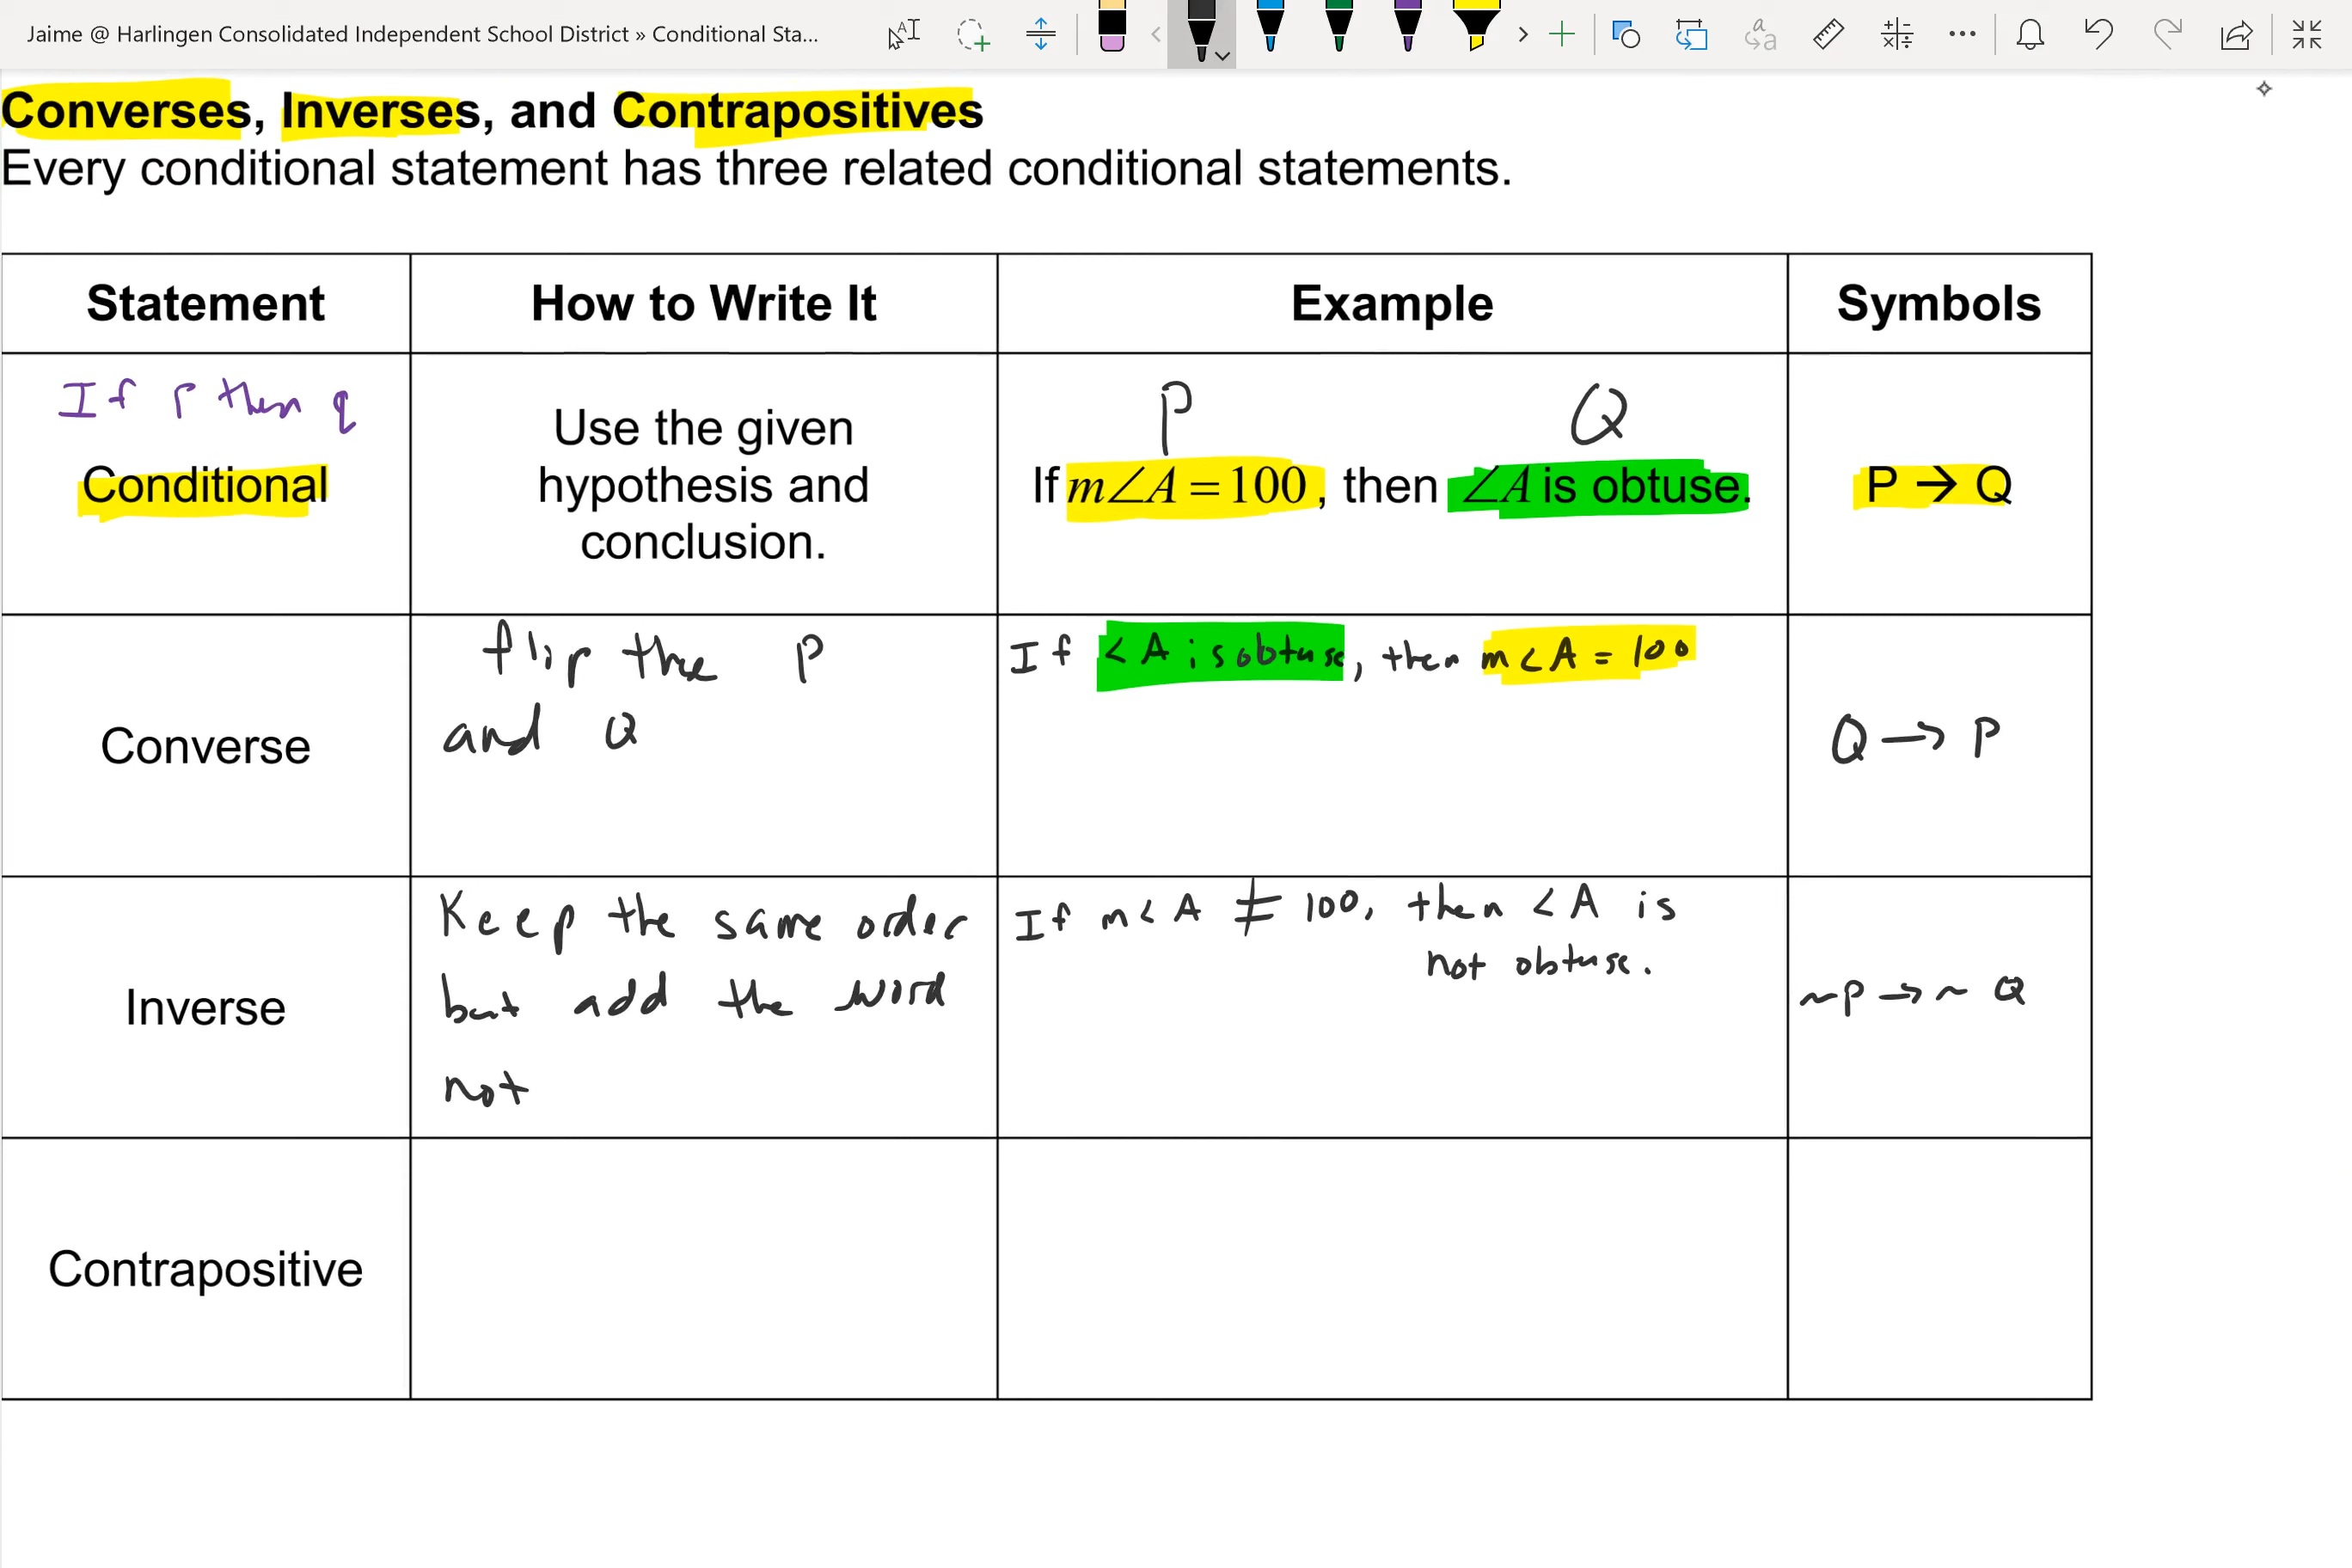 Jaime @ Harlingen Consolidated Independent School District » Conditional Sta...
Converses, Inverses, and Contrapositives
Every conditional statement has three related conditional statements.
Statement
How to Write It
Example
Symbols
If p then q
Conditional
Use the given
hypothesis and
conclusion.
P Q
If m∠A = 100, then ∠A is obtuse.
P → Q
Converse
flip the P
and Q
If <A is obtuse, then m<A = 100
Q → P
Inverse
Keep the same order
but add the word
not
If m<A ≠ 100, then <A is
not obtuse.
~P → ~Q
Contrapositive